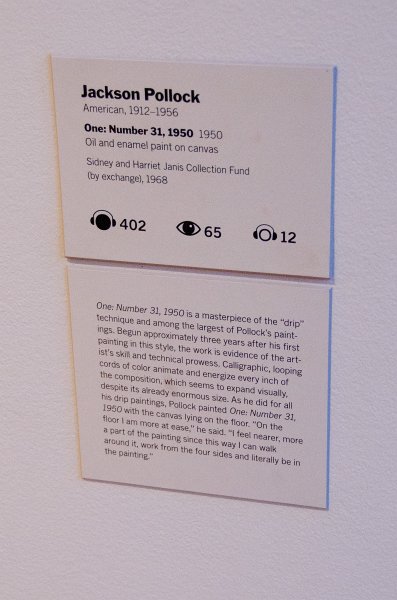 Jackson Pollock
American, 1912–1956
One: Number 31, 1950 1950
Oil and enamel paint on canvas
Sidney and Harriet Janis Collection Fund
(by exchange), 1968
402 65 12
One: Number 31, 1950 is a masterpiece of the "drip"
technique and among the largest of Pollock's paint-
ings. Begun approximately three years after his first
painting in this style, the work is evidence of the art-
ist's skill and technical prowess. Calligraphic, looping
cords of color animate and energize every inch of
the composition, which seems to expand visually,
despite its already enormous size. As he did for all
his drip paintings, Pollock painted One: Number 31,
1950 with the canvas lying on the floor. "On the
floor I am more at ease," he said. "I feel nearer, more
a part of the painting since this way I can walk
around it, work from the four sides and literally be in
the painting."